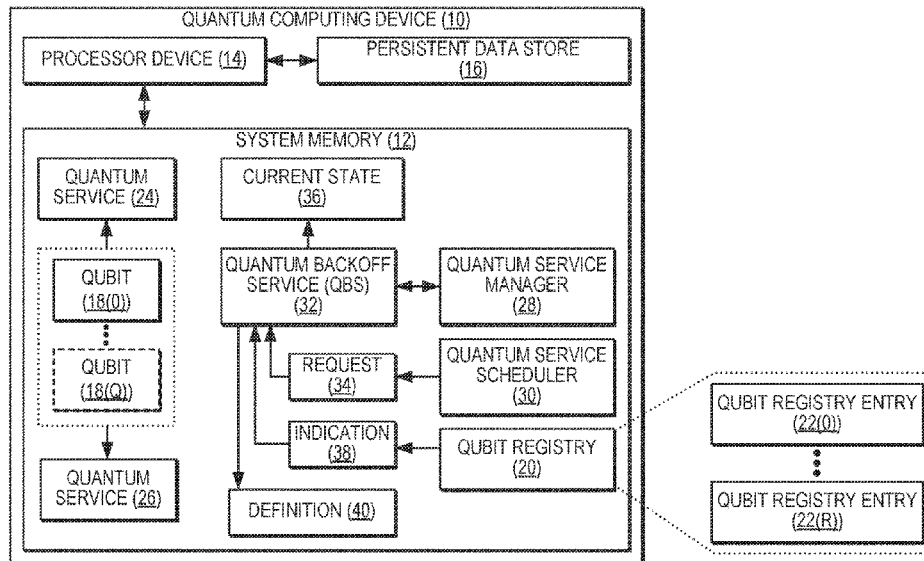 QUANTUM COMPUTING DEVICE (10)
PROCESSOR DEVICE (14)
PERSISTENT DATA STORE
(16)
SYSTEM MEMORY (12)
QUANTUM
SERVICE (24)
CURRENT STATE
(36)
QUBIT
(18(0))
QUBIT
(18(Q))
QUANTUM BACKOFF
SERVICE (QBS)
(32)
QUANTUM SERVICE
MANAGER
(28)
REQUEST
(34)
QUANTUM SERVICE
SCHEDULER
(30)
INDICATION
(38)
QUBIT REGISTRY
(20)
QUANTUM
SERVICE (26)
DEFINITION (40)
QUBIT REGISTRY ENTRY
(22(0))
QUBIT REGISTRY ENTRY
(22(R))